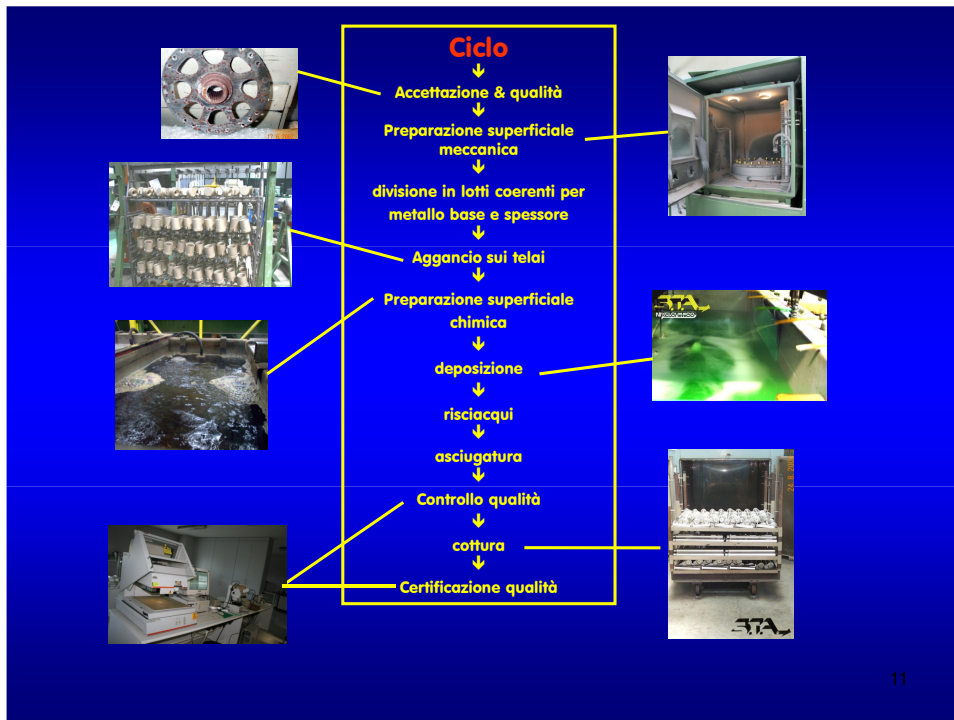 Ciclo
Accettazione & qualità
Preparazione superficiale
meccanica
divisione in lotti coerenti per
metallo base e spessore
Aggancio sui telai
Preparazione superficiale
chimica
deposizione
risciacqui
asciugatura
Controllo qualità
cottura
Certificazione qualità
S.T.A.
S.T.A.
11